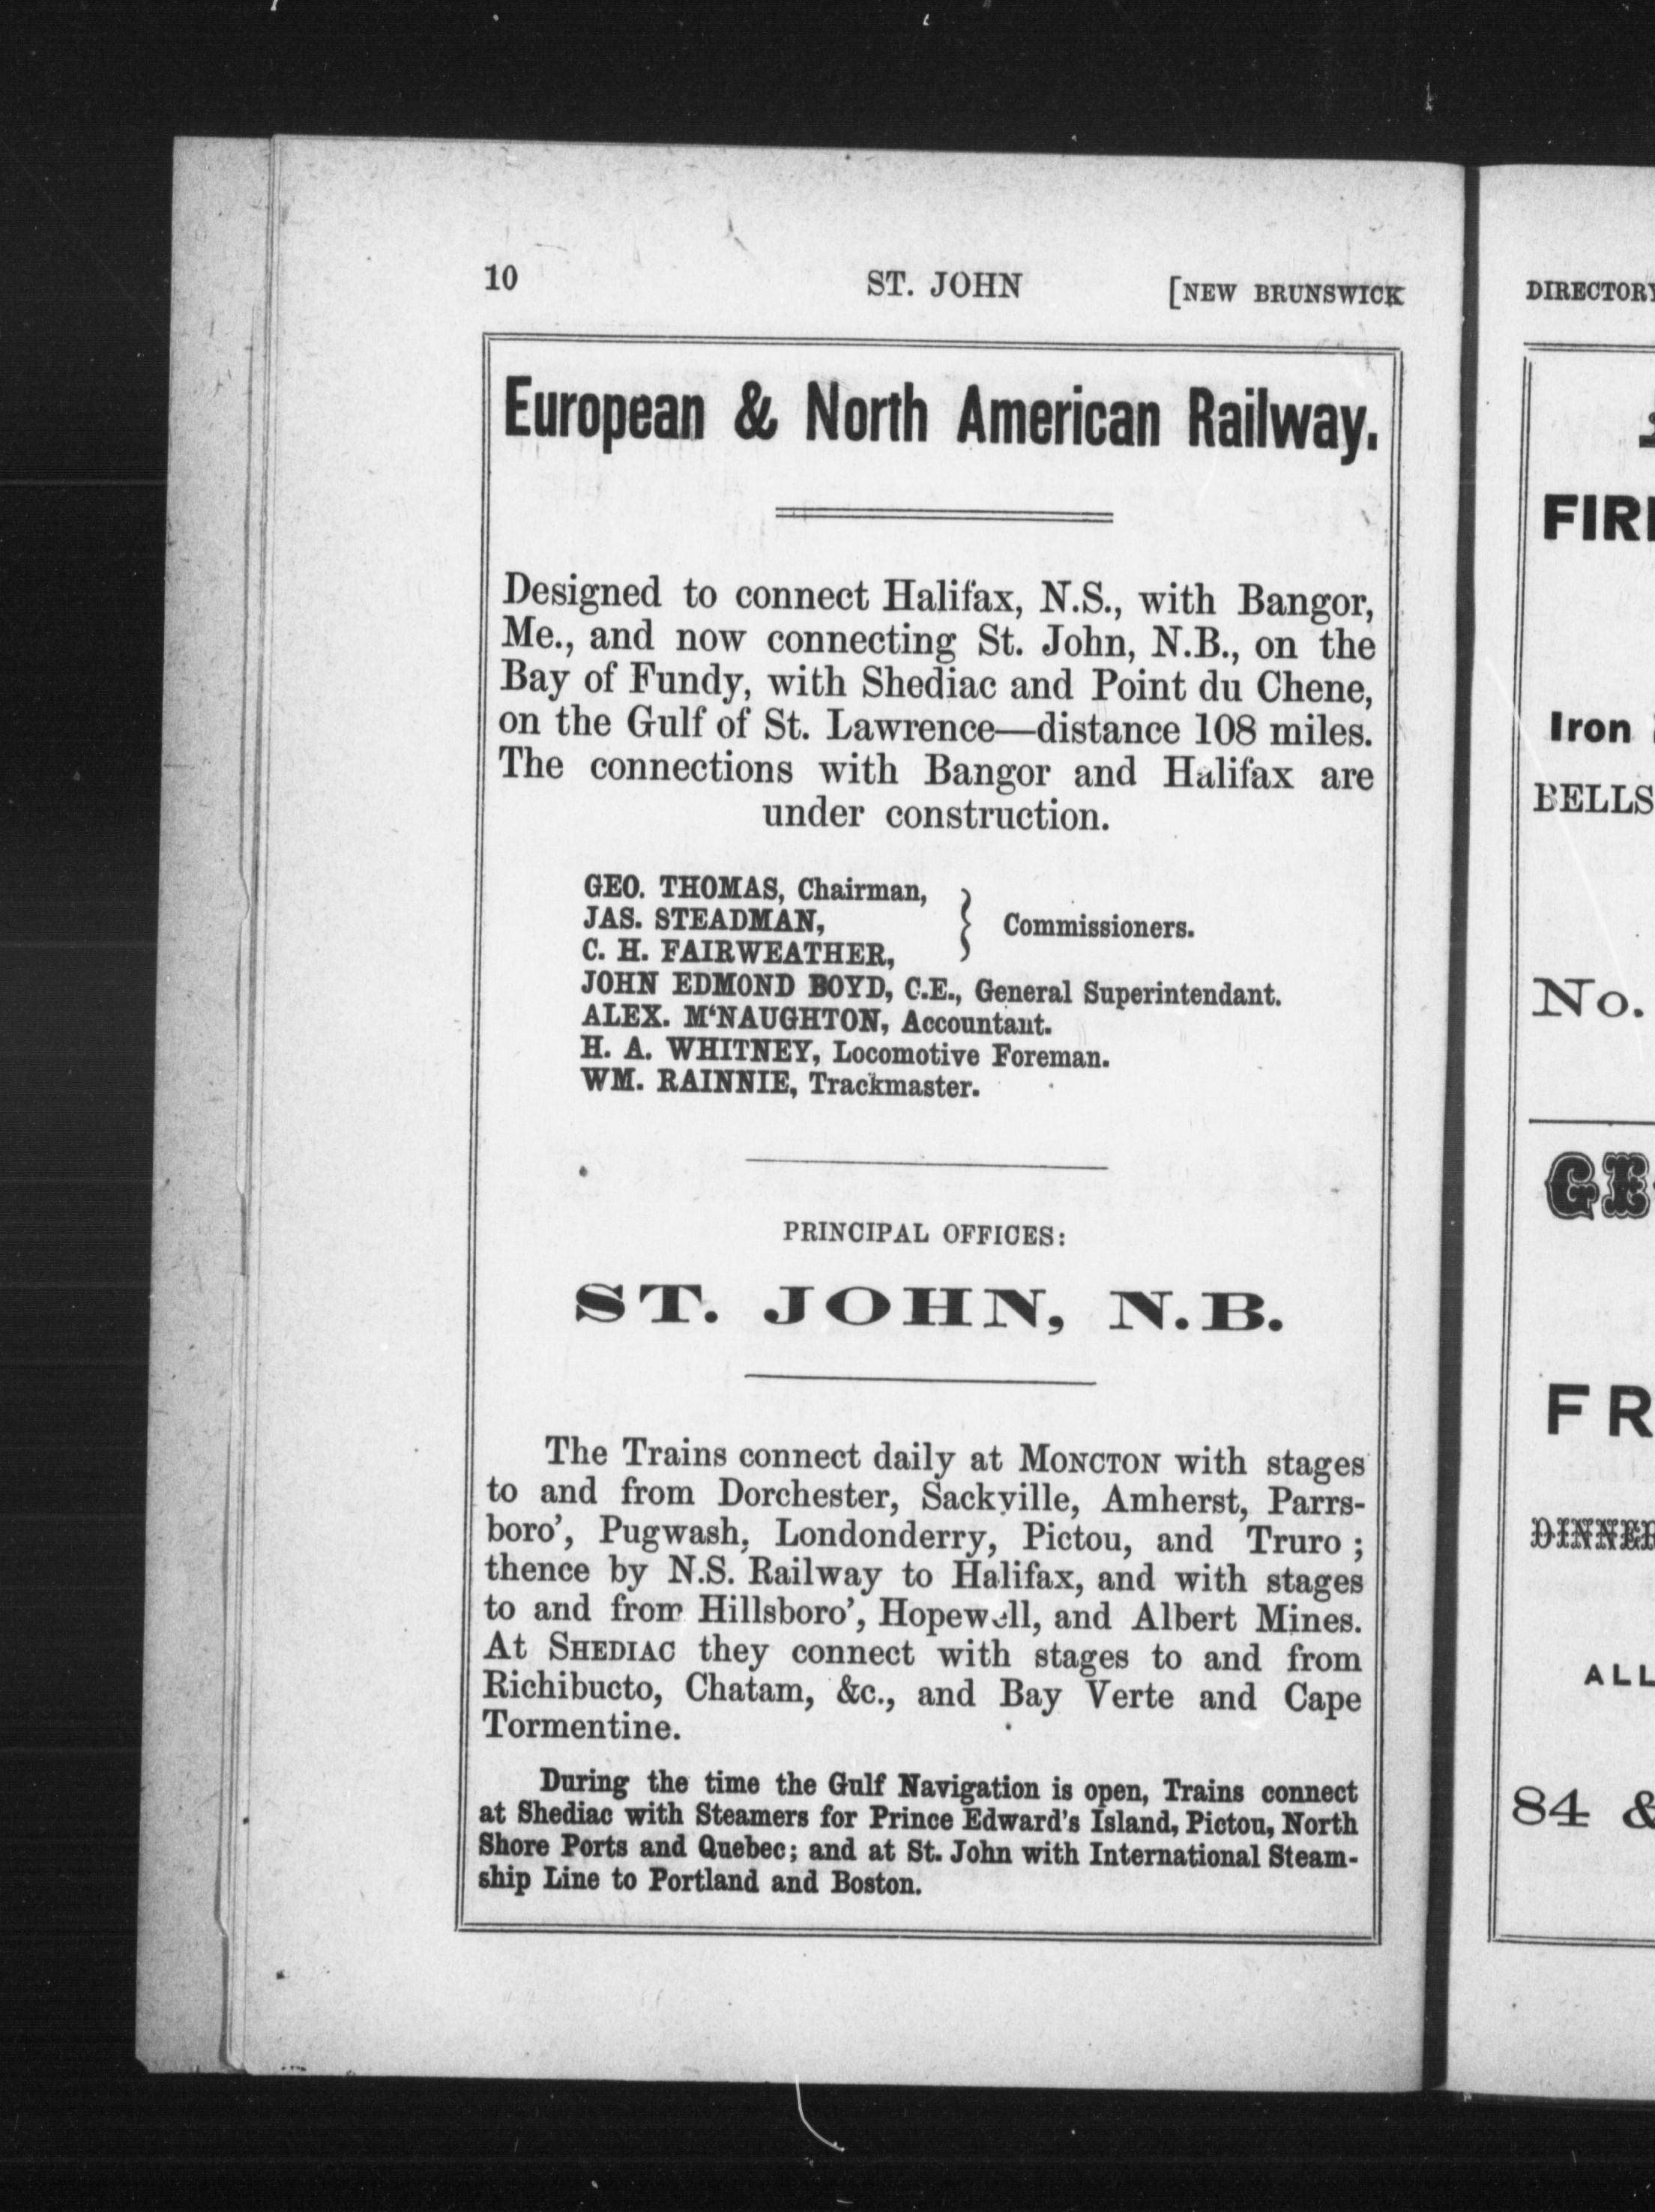 10 ST. JOHN [NEW BRUNSWICK
European & North American Railway.
Designed to connect Halifax, N.S., with Bangor,
Me., and now connecting St. John, N.B., on the
Bay of Fundy, with Shediac and Point du Chene,
on the Gulf of St. Lawrence—distance 108 miles.
The connections with Bangor and Halifax are
under construction.
GEO. THOMAS, Chairman,
JAS. STEADMAN,
C. H. FAIRWEATHER,
} Commissioners.
JOHN EDMOND BOYD, C.E., General Superintendant.
ALEX. M‘NAUGHTON, Accountant.
H. A. WHITNEY, Locomotive Foreman.
WM. RAINNIE, Trackmaster.
PRINCIPAL OFFICES:
ST. JOHN, N.B.
The Trains connect daily at MONCTON with stages
to and from Dorchester, Sackville, Amherst, Parrs-
boro’, Pugwash, Londonderry, Pictou, and Truro ;
thence by N.S. Railway to Halifax, and with stages
to and from Hillsboro’, Hopewell, and Albert Mines.
At SHEDIAC they connect with stages to and from
Richibucto, Chatam, &c., and Bay Verte and Cape
Tormentine.
During the time the Gulf Navigation is open, Trains connect
at Shediac with Steamers for Prince Edward's Island, Pictou, North
Shore Ports and Quebec; and at St. John with International Steam-
ship Line to Portland and Boston.
DIRECTORY
FIR
Iron
BELLS
No.
GE
FR
DINNER
ALL
84 &